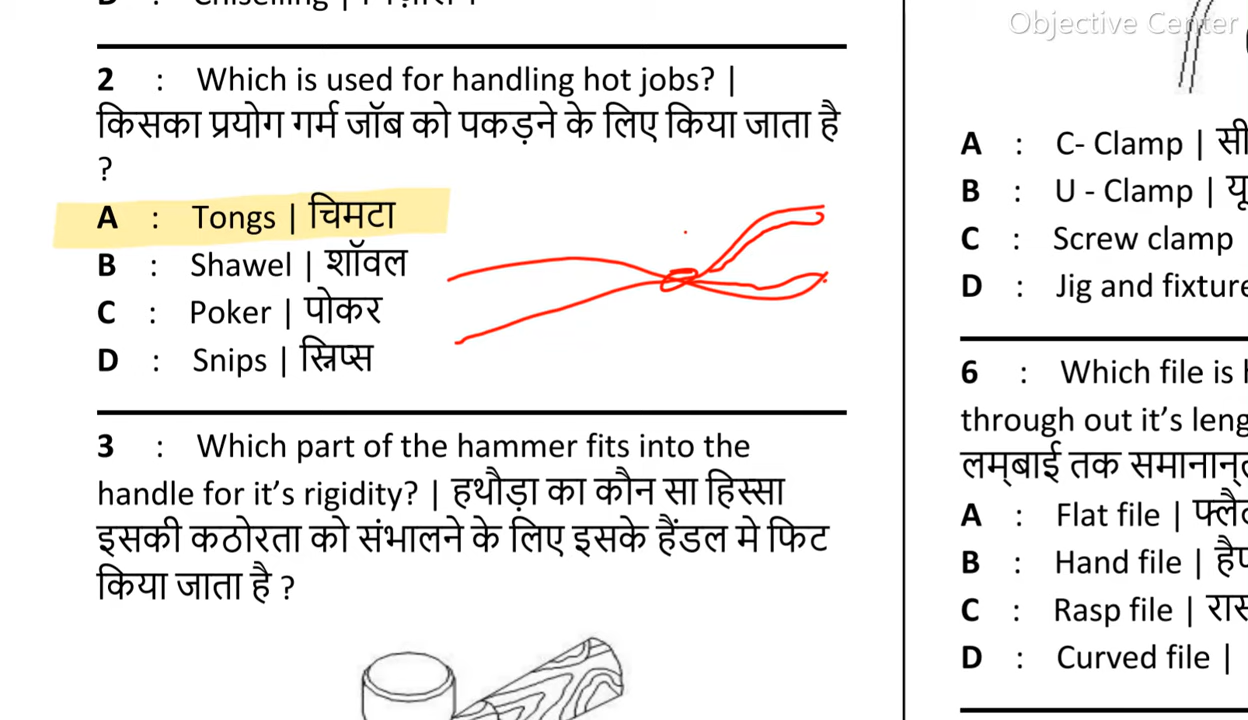 2 : Which is used for handling hot jobs? |
किसका प्रयोग गर्म जॉब को पकड़ने के लिए किया जाता है
?
A : Tongs | चिमटा
B : Shawel | शॉवल
C : Poker | पोकर
D : Snips | स्निप्स
3 : Which part of the hammer fits into the
handle for it’s rigidity? | हथौड़ा का कौन सा हिस्सा
इसकी कठोरता को संभालने के लिए इसके हैंडल मे फिट
किया जाता है ?
Objective Center
A : C- Clamp | सी
B : U - Clamp | यू
C : Screw clamp
D : Jig and fixture
6 : Which file is
through out it’s leng
लम्बाई तक समानान्
A : Flat file |
B : Hand file |
C : Rasp file |
D : Curved file |